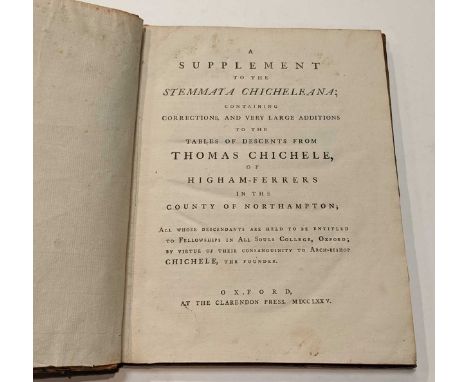 A
SUPPLEMENT
TO THE
STEMMATA CHICHELEANA;
CONTAINING
CORRECTIONS, AND VERY LARGE ADDITIONS
TO THE
TABLES OF DESCENTS FROM
THOMAS CHICHELE,
OF
HIGHAM-FERRERS
IN THE
COUNTY OF NORTHAMPTON;
ALL WHOSE DESCENDANTS ARE HELD TO BE ENTITLED
TO FELLOWSHIPS IN ALL SOULS COLLEGE, OXFORD;
BY VIRTUE OF THEIR CONSANGUINITY TO ARCH-BISHOP
CHICHELE, THE FOUNDER.
OXFORD,
AT THE CLARENDON PRESS. MDCCLXXV.